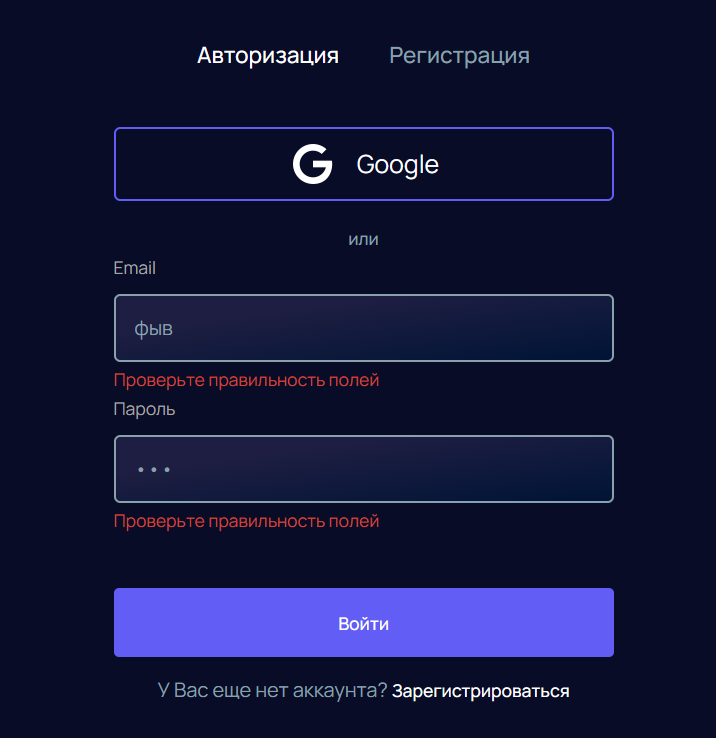 Авторизация Регистрация
Google
или
Email
фыв
Проверьте правильность полей
Пароль
•••
Проверьте правильность полей
Войти
У Вас еще нет аккаунта? Зарегистрироваться